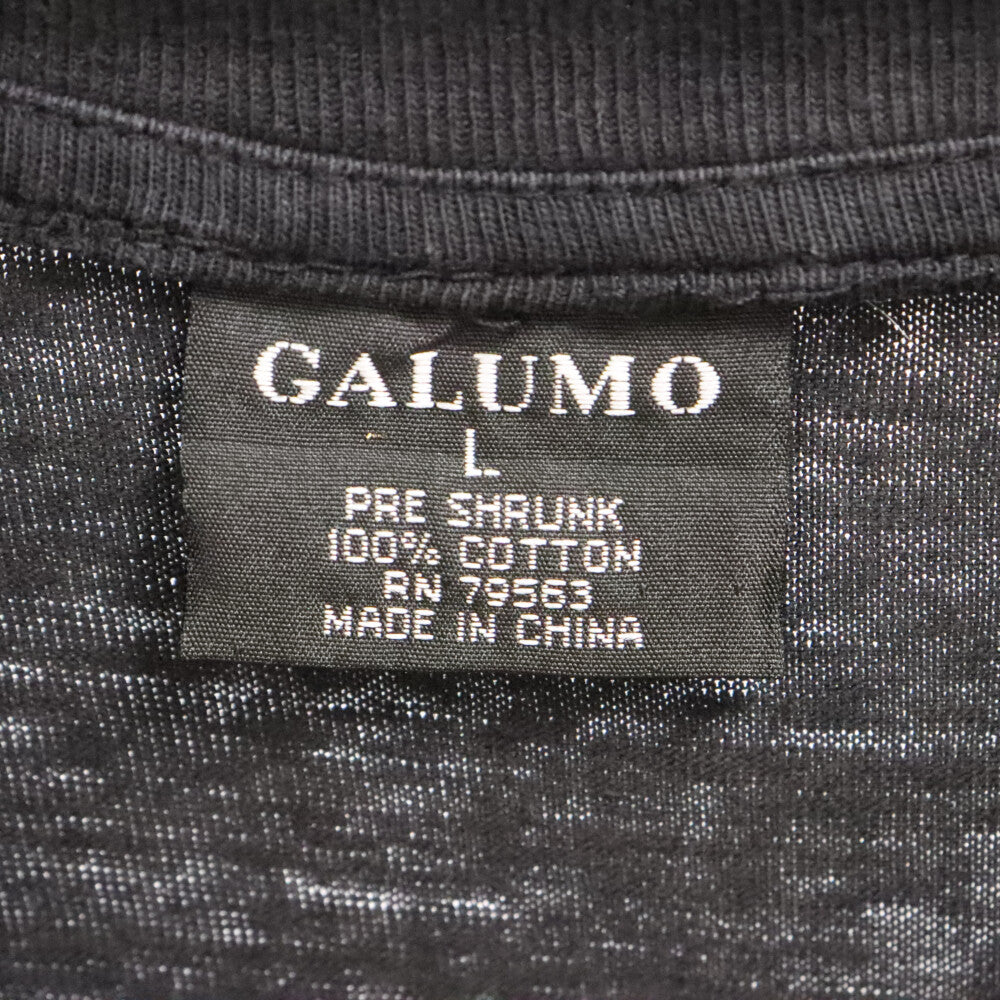 GALUMO
L
PRE SHRUNK
100% COTTON
RN 79563
MADE IN CHINA